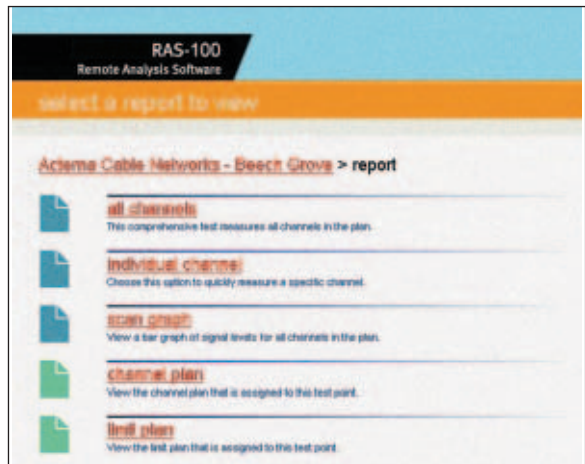 RAS-100
Remote Analysis Software
select a report to view
Acterna Cable Networks - Beech Grove > report
all channels
This comprehensive test measures all channels in the plan.
individual channel
Choose this option to quickly measure a specific channel.
scan graph
View a bar graph of signal levels for all channels in the plan.
channel plan
View the channel plan that is assigned to this test point.
limit plan
View the limit plan that is assigned to this test point.